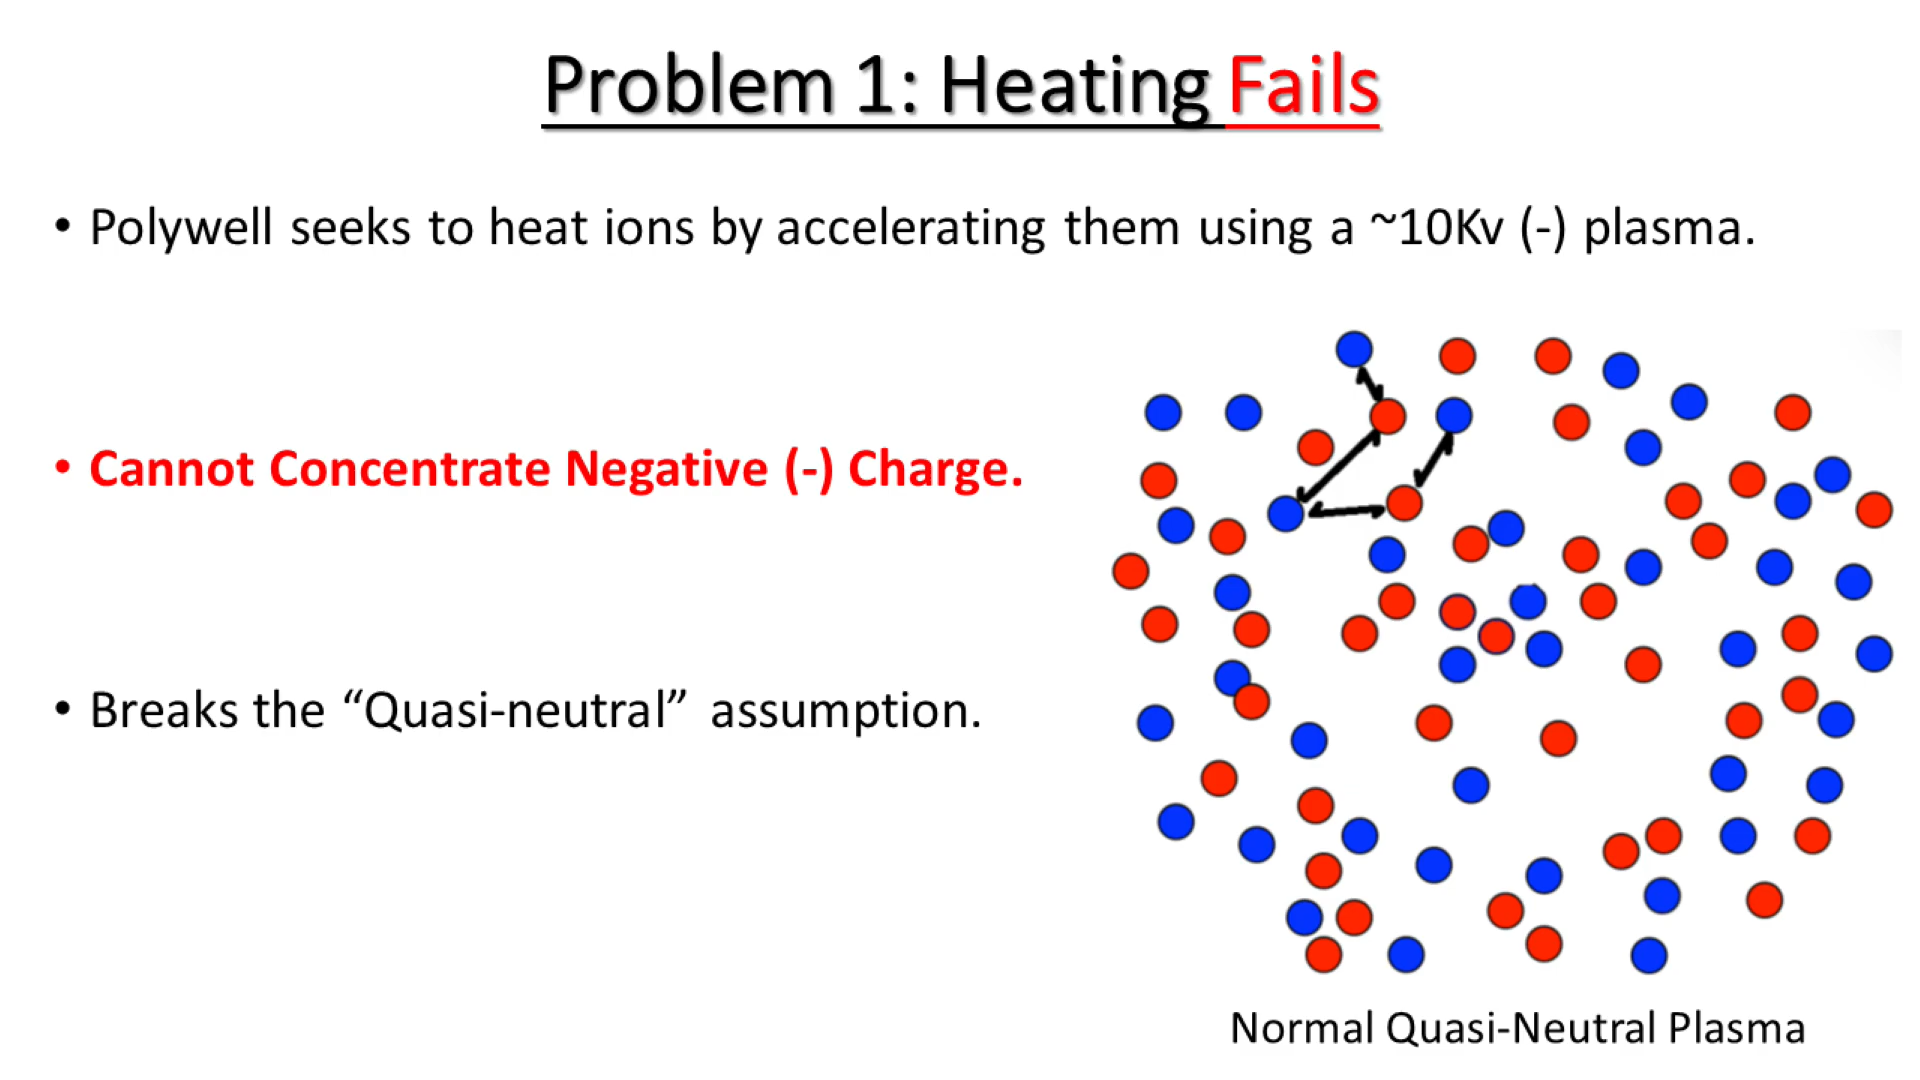 Problem 1: Heating Fails
• Polywell seeks to heat ions by accelerating them using a ~10Kv (-) plasma.
• Cannot Concentrate Negative (-) Charge.
• Breaks the “Quasi-neutral” assumption.
Normal Quasi-Neutral Plasma